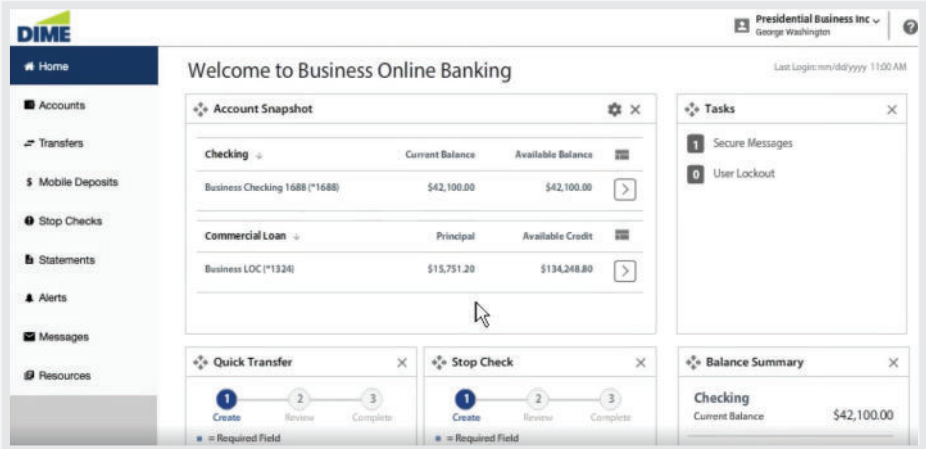 DIME
Presidential Business Inc
George Washington
Home
Welcome to Business Online Banking
Last Login: mm/dd/yyyy 11:00 AM
Accounts
Transfers
$ Mobile Deposits
Stop Checks
Statements
Alerts
Messages
Resources
Account Snapshot
Checking Current Balance Available Balance
Business Checking 1688 (*1688) $42,100.00 $42,100.00
Commercial Loan Principal Available Credit
Business LOC (*1324) $15,751.20 $134,248.80
Tasks
1 Secure Messages
0 User Lockout
Quick Transfer
1 2 3
Create Review Complete
= Required Field
Stop Check
1 2 3
Create Review Complete
= Required Field
Balance Summary
Checking
Current Balance $42,100.00